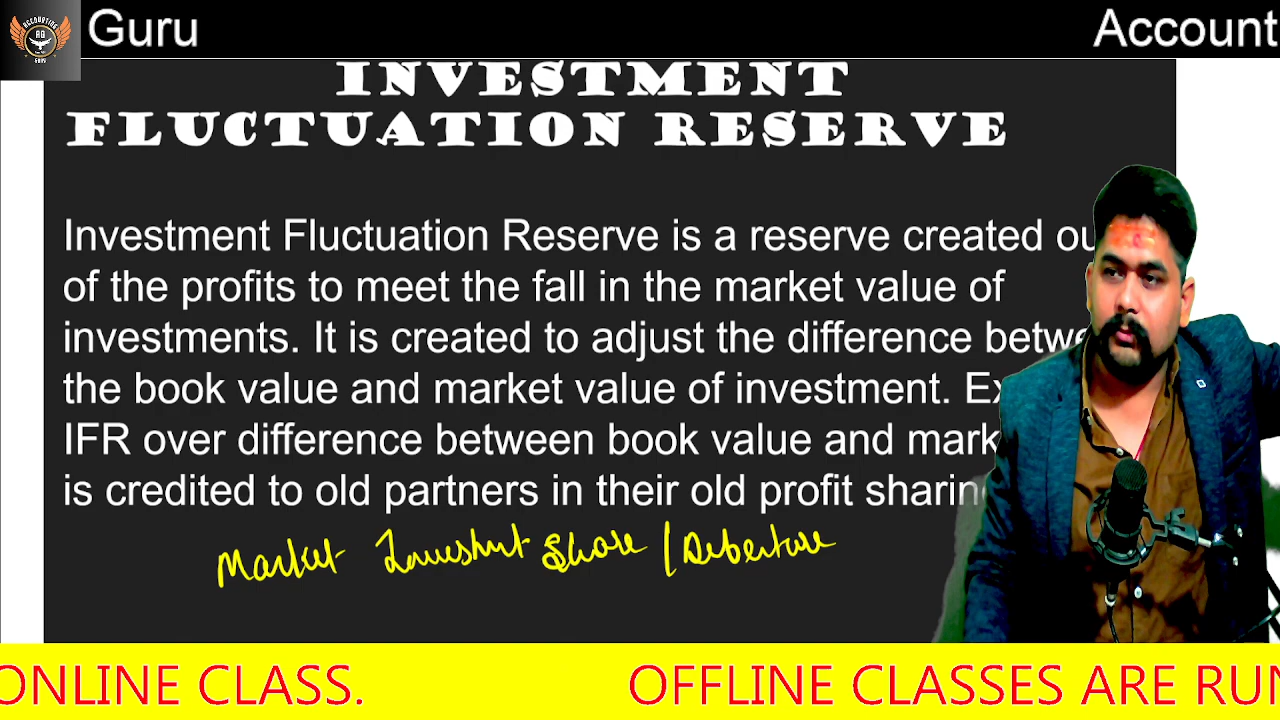 Guru
Account
INVESTMENT
FLUCTUATION RESERVE
Investment Fluctuation Reserve is a reserve created ou
of the profits to meet the fall in the market value of
investments. It is created to adjust the difference betwe
the book value and market value of investment. Ex
IFR over difference between book value and mark
is credited to old partners in their old profit sharin
Market Investmt Share / Debenture
ONLINE CLASS. OFFLINE CLASSES ARE RUN